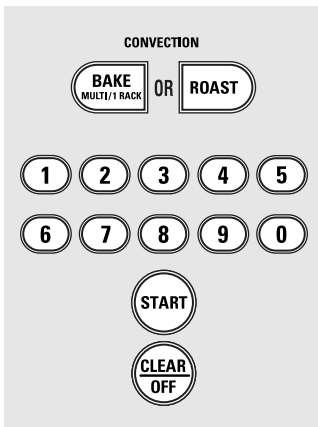 CONVECTION
BAKE
MULTI/1 RACK
OR
ROAST
1 2 3 4 5
6 7 8 9 0
START
CLEAR
OFF